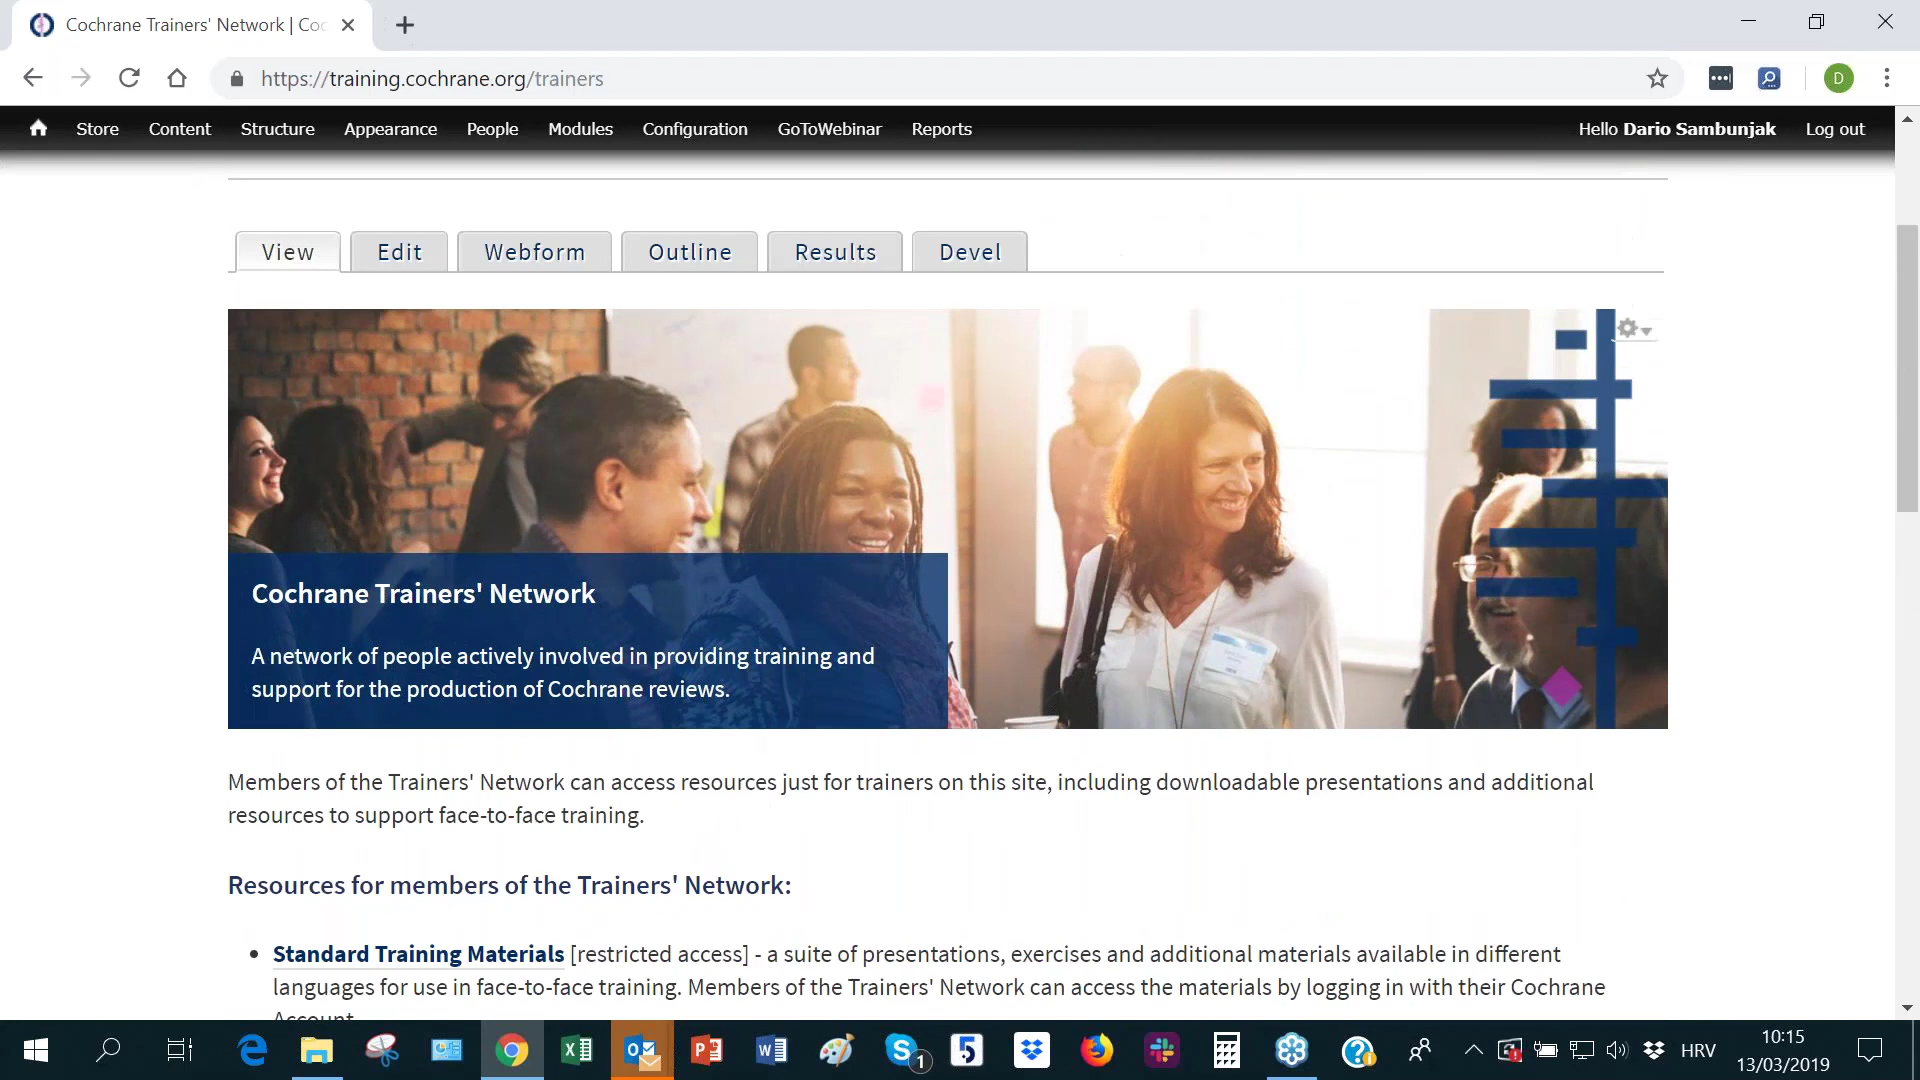 Cochrane Trainers' Network | Coc
https://training.cochrane.org/trainers
D
Store Content Structure Appearance People Modules Configuration GoToWebinar Reports Hello Dario Sambunjak Log out
View Edit Webform Outline Results Devel
Cochrane Trainers' Network
A network of people actively involved in providing training and
support for the production of Cochrane reviews.
Members of the Trainers' Network can access resources just for trainers on this site, including downloadable presentations and additional
resources to support face-to-face training.
Resources for members of the Trainers' Network:
• Standard Training Materials [restricted access] - a suite of presentations, exercises and additional materials available in different
languages for use in face-to-face training. Members of the Trainers' Network can access the materials by logging in with their Cochrane
Account
1
5
HRV
10:15
13/03/2019